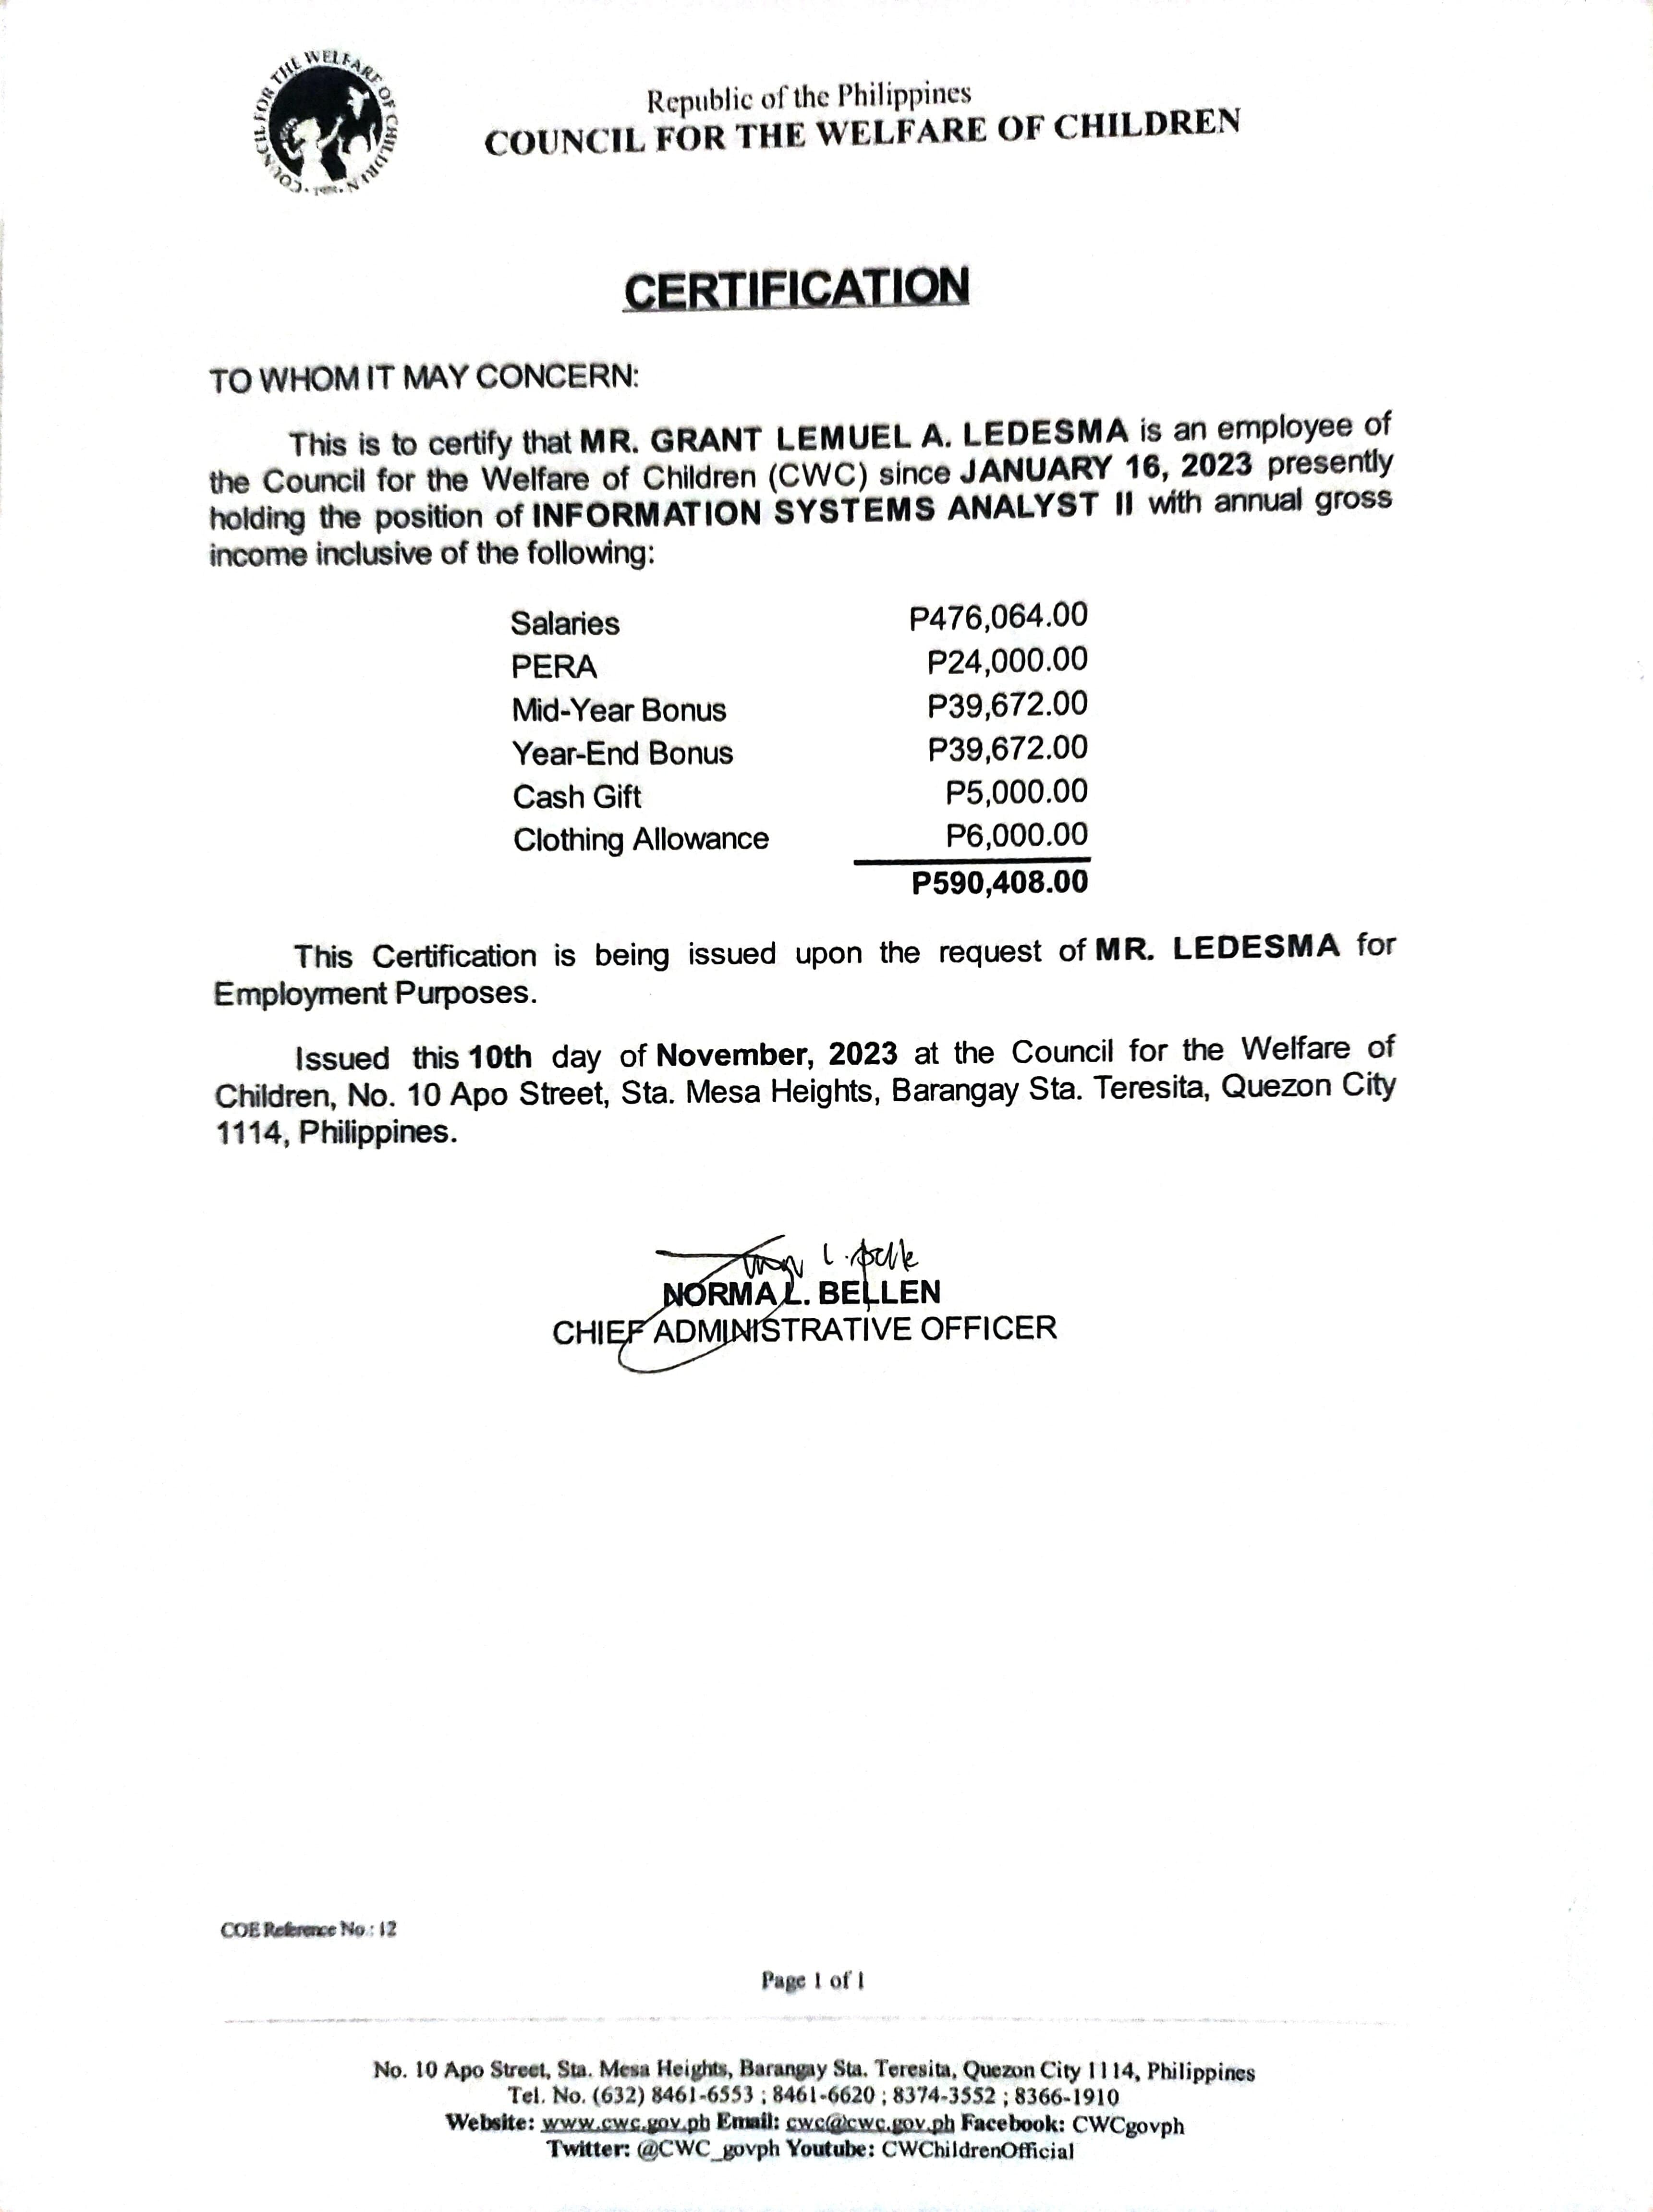 COUNCIL FOR THE WELFARE OF CHILDREN
Republic of the Philippines
COUNCIL FOR THE WELFARE OF CHILDREN
CERTIFICATION
TO WHOM IT MAY CONCERN:
This is to certify that MR. GRANT LEMUEL A. LEDESMA is an employee of
the Council for the Welfare of Children (CWC) since JANUARY 16, 2023 presently
holding the position of INFORMATION SYSTEMS ANALYST II with annual gross
income inclusive of the following:
Salaries P476,064.00
PERA P24,000.00
Mid-Year Bonus P39,672.00
Year-End Bonus P39,672.00
Cash Gift P5,000.00
Clothing Allowance P6,000.00
P590,408.00
This Certification is being issued upon the request of MR. LEDESMA for
Employment Purposes.
Issued this 10th day of November, 2023 at the Council for the Welfare of
Children, No. 10 Apo Street, Sta. Mesa Heights, Barangay Sta. Teresita, Quezon City
1114, Philippines.
NORMA L. BELLEN
CHIEF ADMINISTRATIVE OFFICER
COE Reference No.: 12
Page 1 of 1
No. 10 Apo Street, Sta. Mesa Heights, Barangay Sta. Teresita, Quezon City 1114, Philippines
Tel. No. (632) 8461-6553 ; 8461-6620 ; 8374-3552 ; 8366-1910
Website: www.cwc.gov.ph Email: cwc@cwc.gov.ph Facebook: CWCgovph
Twitter: @CWC_govph Youtube: CWChildrenOfficial